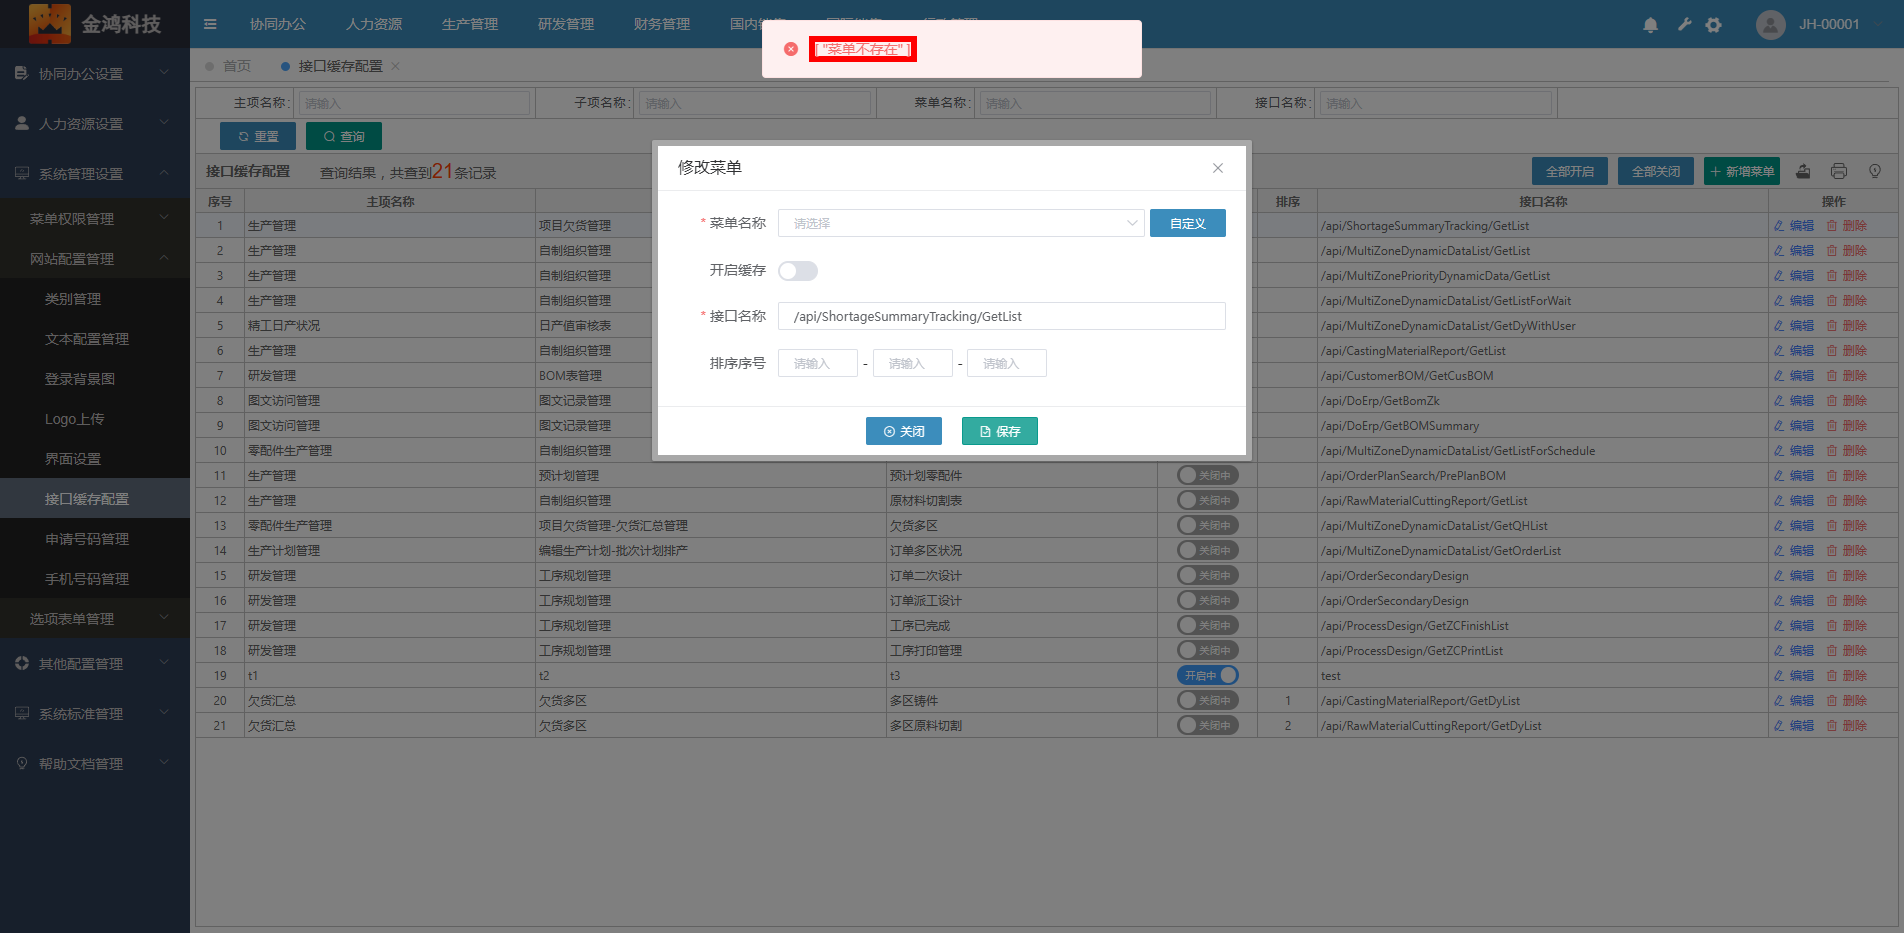 金鸿科技
协同办公 人力资源 生产管理 研发管理 财务管理 国内
JH-00001
[ "菜单不存在" ]
首页 接口缓存配置
协同办公设置
人力资源设置
系统管理设置
菜单权限管理
网站配置管理
类别管理
文本配置管理
登录背景图
Logo上传
界面设置
接口缓存配置
申请号码管理
手机号码管理
选项表单管理
其他配置管理
系统标准管理
帮助文档管理
主项名称: 请输入 子项名称: 请输入 菜单名称: 请输入 接口名称: 请输入
重置 查询
接口缓存配置 查询结果，共查到21条记录 全部开启 全部关闭 新增菜单
序号 主项名称 排序 接口名称 操作
1 生产管理 项目欠货管理 /api/ShortageSummaryTracking/GetList 编辑 删除
2 生产管理 自制组织管理 /api/MultiZoneDynamicDataList/GetList 编辑 删除
3 生产管理 自制组织管理 /api/MultiZonePriorityDynamicData/GetList 编辑 删除
4 生产管理 自制组织管理 /api/MultiZoneDynamicDataList/GetListForWait 编辑 删除
5 精工日产状况 日产值审核表 /api/MultiZoneDynamicDataList/GetDyWithUser 编辑 删除
6 生产管理 自制组织管理 /api/CastingMaterialReport/GetList 编辑 删除
7 研发管理 BOM表管理 /api/CustomerBOM/GetCusBOM 编辑 删除
8 图文访问管理 图文记录管理 /api/DoErp/GetBomZk 编辑 删除
9 图文访问管理 图文记录管理 /api/DoErp/GetBOMSummary 编辑 删除
10 零配件生产管理 自制组织管理 /api/MultiZoneDynamicDataList/GetListForSchedule 编辑 删除
11 生产管理 预计划管理 预计划零配件 关闭中 /api/OrderPlanSearch/PrePlanBOM 编辑 删除
12 生产管理 自制组织管理 原材料切割表 关闭中 /api/RawMaterialCuttingReport/GetList 编辑 删除
13 零配件生产管理 项目欠货管理-欠货汇总管理 欠货多区 关闭中 /api/MultiZoneDynamicDataList/GetQHList 编辑 删除
14 生产计划管理 编辑生产计划-批次计划排产 订单多区状况 关闭中 /api/MultiZoneDynamicDataList/GetOrderList 编辑 删除
15 研发管理 工序规划管理 订单二次设计 关闭中 /api/OrderSecondaryDesign 编辑 删除
16 研发管理 工序规划管理 订单派工设计 关闭中 /api/OrderSecondaryDesign 编辑 删除
17 研发管理 工序规划管理 工序已完成 关闭中 /api/ProcessDesign/GetZCFinishList 编辑 删除
18 研发管理 工序规划管理 工序打印管理 关闭中 /api/ProcessDesign/GetZCPrintList 编辑 删除
19 t1 t2 t3 开启中 test 编辑 删除
20 欠货汇总 欠货多区 多区铸件 关闭中 1 /api/CastingMaterialReport/GetDyList 编辑 删除
21 欠货汇总 欠货多区 多区原料切割 关闭中 2 /api/RawMaterialCuttingReport/GetDyList 编辑 删除
修改菜单
* 菜单名称 请选择 自定义
开启缓存
* 接口名称 /api/ShortageSummaryTracking/GetList
排序序号 请输入 - 请输入 - 请输入
关闭 保存